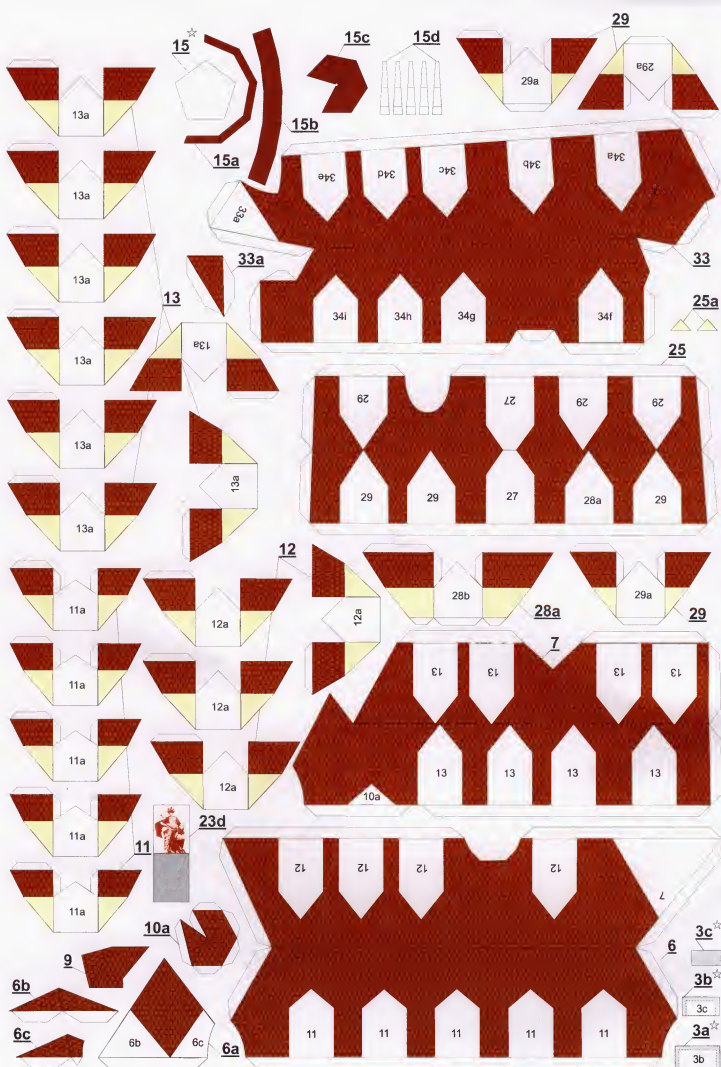 29
15☆
15c
15d
29a
29a
13a
15b
15a
34e
34d
34c
34b
34a
13a
33a
33
13a
33a
13
25a
34i
34h
34g
34f
13a
13a
25
29
27
29
29
13a
13a
29
29
27
28a
29
13a
12
11a
12a
12a
28b
29a
28a
29
7
11a
12a
13
13
13
13
11a
12a
13
13
13
13
10a
23d
11a
11
12
12
12
12
11a
7
10a
6
3c☆
9
3b☆
6b
3c
11
11
11
11
11
3a☆
6c
6b
6c
6a
3b